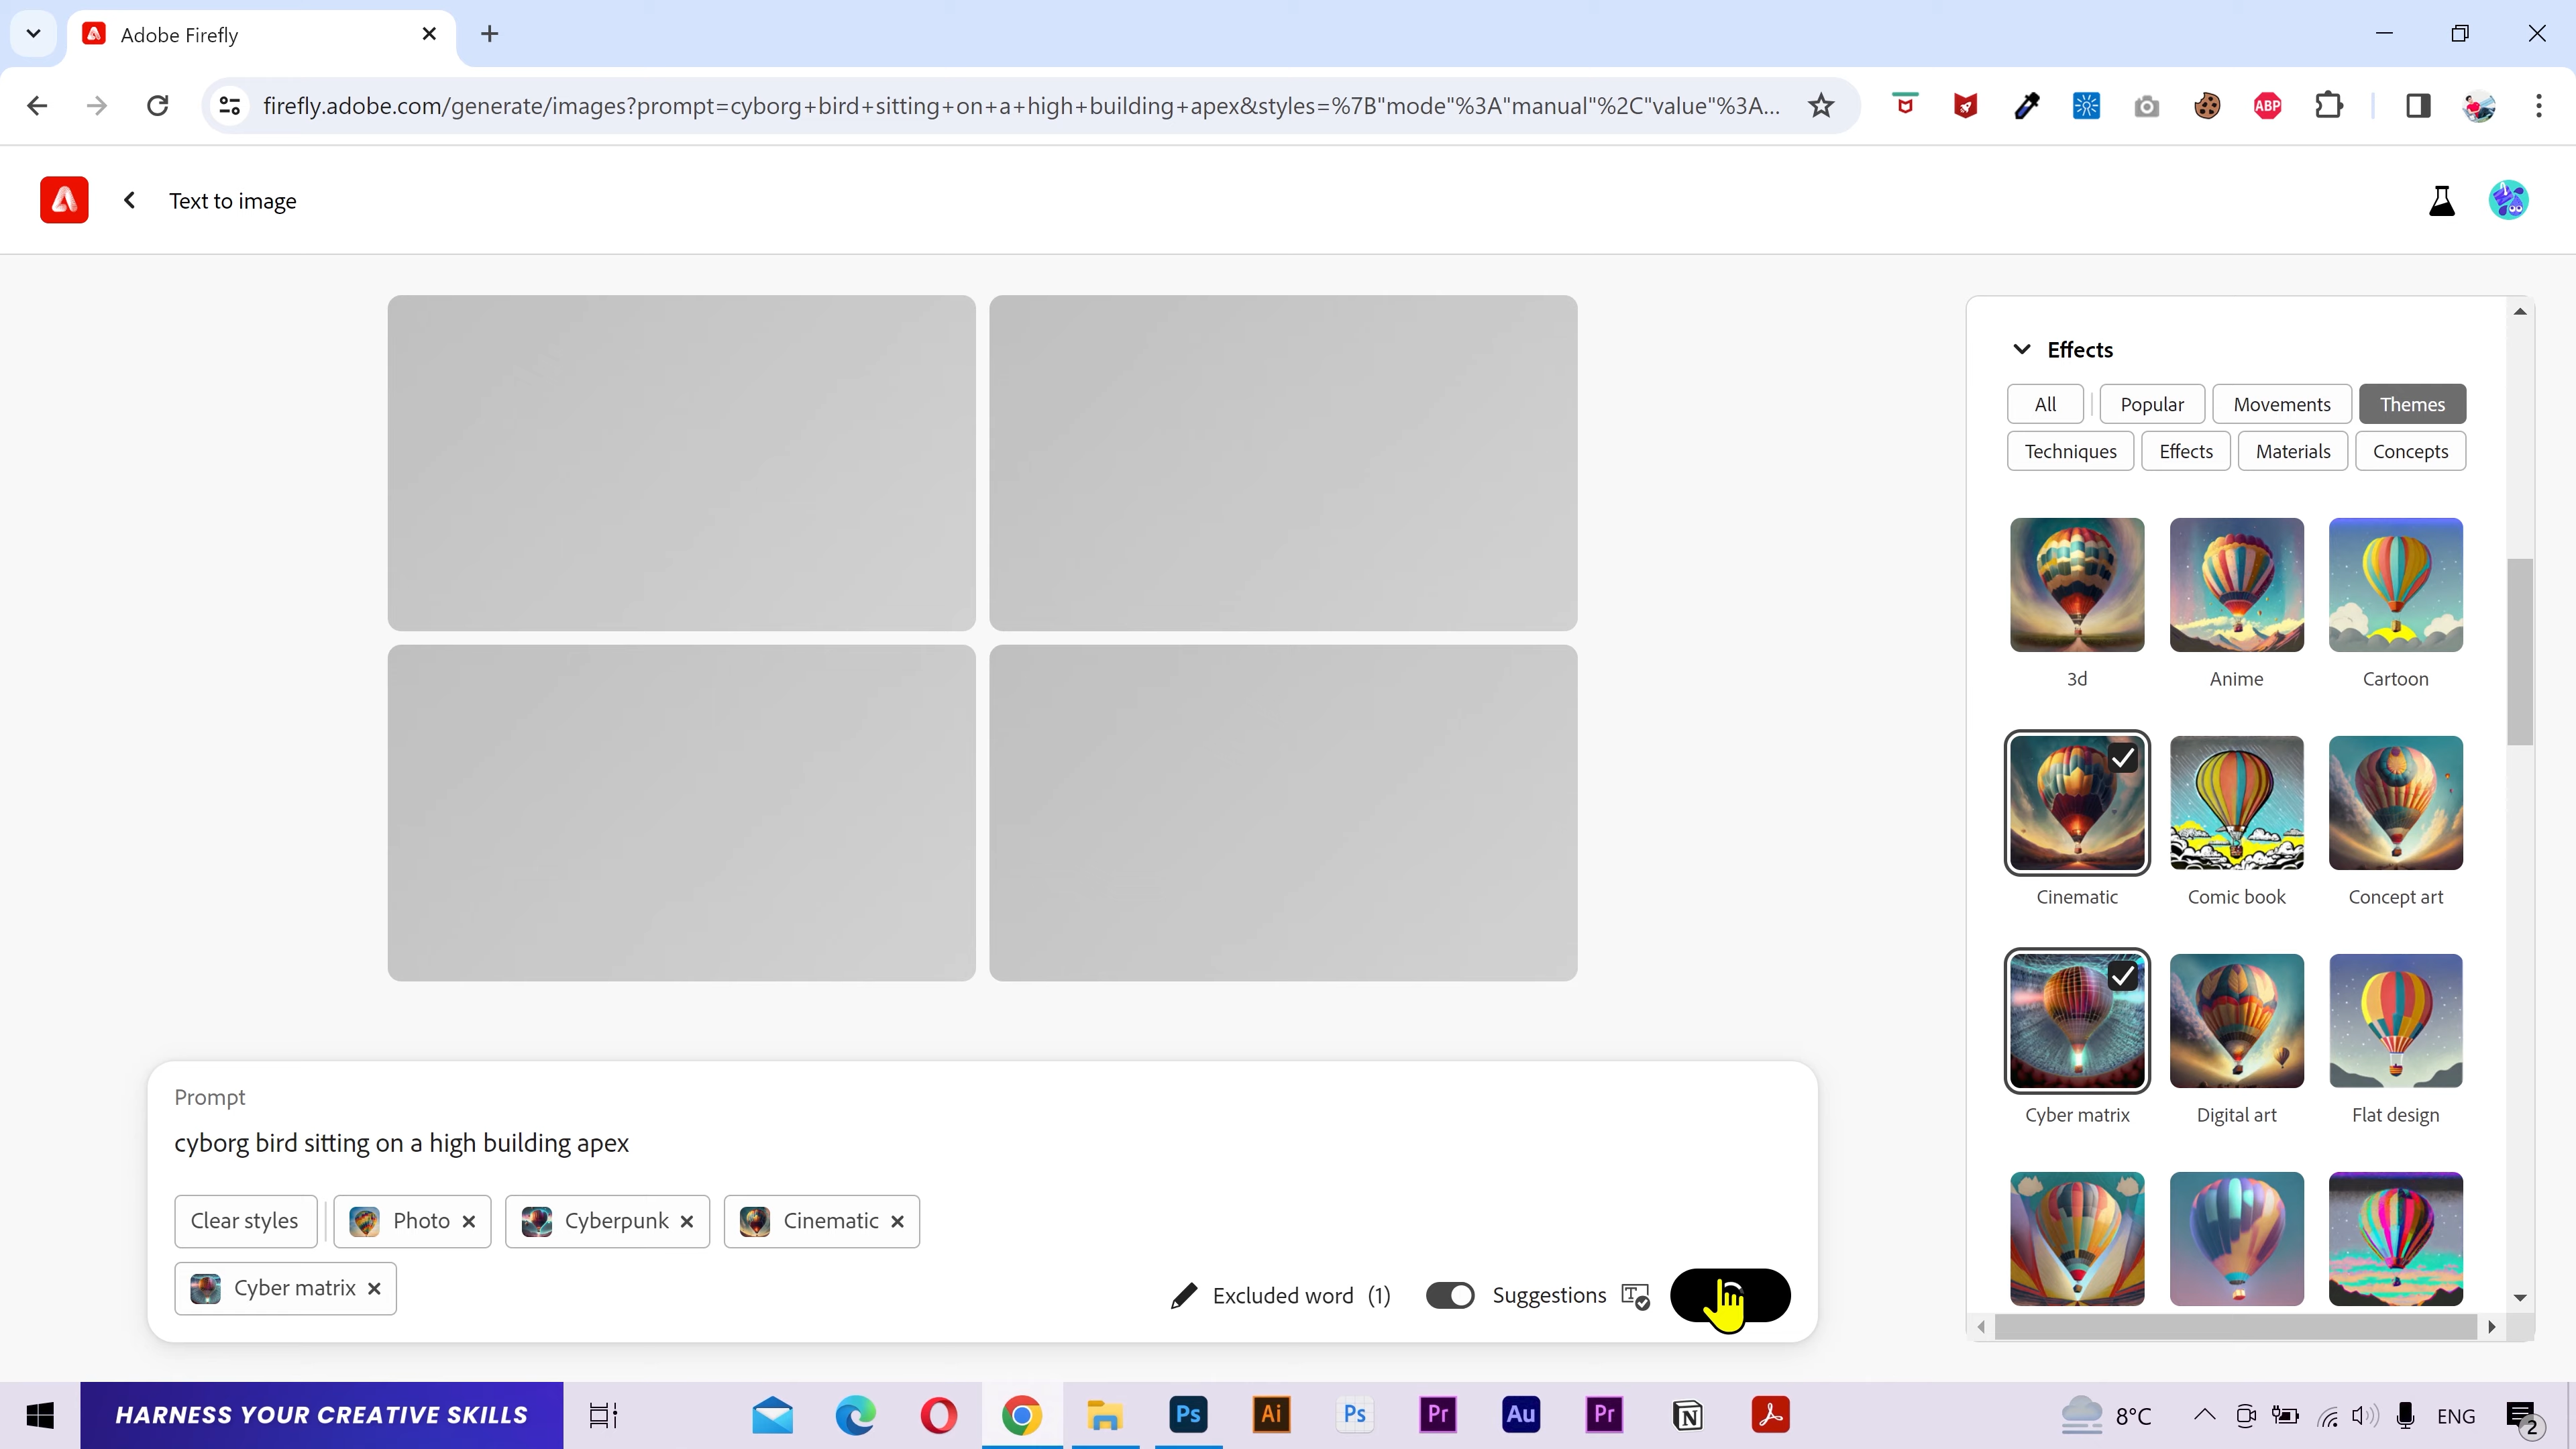 Adobe Firefly
firefly.adobe.com/generate/images?prompt=cyborg+bird+sitting+on+a+high+building+apex&styles=%7B"mode"%3A"manual"%2C"value"%3A...
ABP
Text to image
Effects
All Popular Movements Themes
Techniques Effects Materials Concepts
3d Anime Cartoon
Cinematic Comic book Concept art
Cyber matrix Digital art Flat design
Prompt
cyborg bird sitting on a high building apex
Clear styles Photo Cyberpunk Cinematic
Cyber matrix
Excluded word (1) Suggestions
HARNESS YOUR CREATIVE SKILLS
Ps Ai Ps Pr Au Pr N
8°C ENG 2